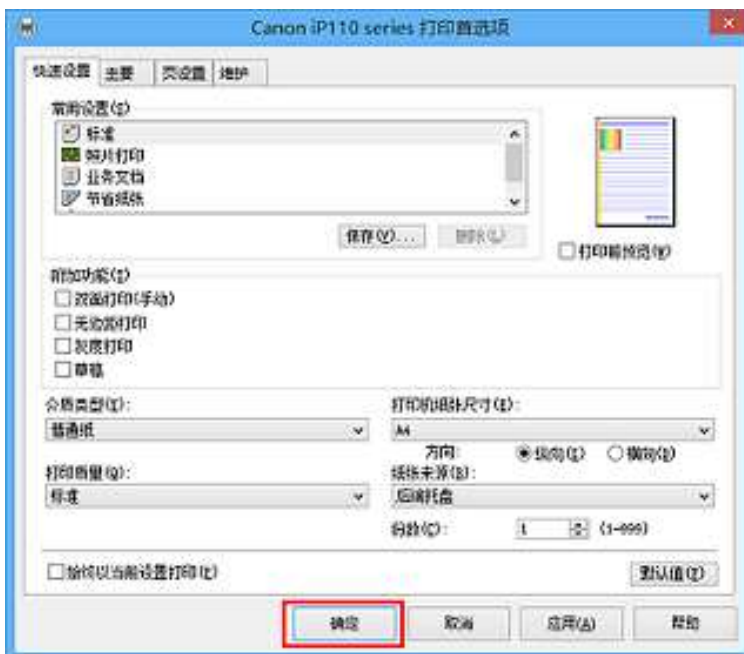 Canon iP110 series 打印首选项
快速设置 主要 页设置 维护
常用设置(S)
标准
照片打印
业务文档
节省纸张
保存(V)... 删除(L)
打印前预览(W)
附加功能(I)
双面打印(手动)
无边距打印
灰度打印
草稿
介质类型(Y): 打印机纸张尺寸(E):
普通纸 A4
方向: 纵向(I) 横向(D)
打印质量(Q): 纸张来源(B):
标准 后端托盘
份数(C): 1 (1-999)
始终以当前设置打印(P)
默认值(Z)
确定 取消 应用(A) 帮助